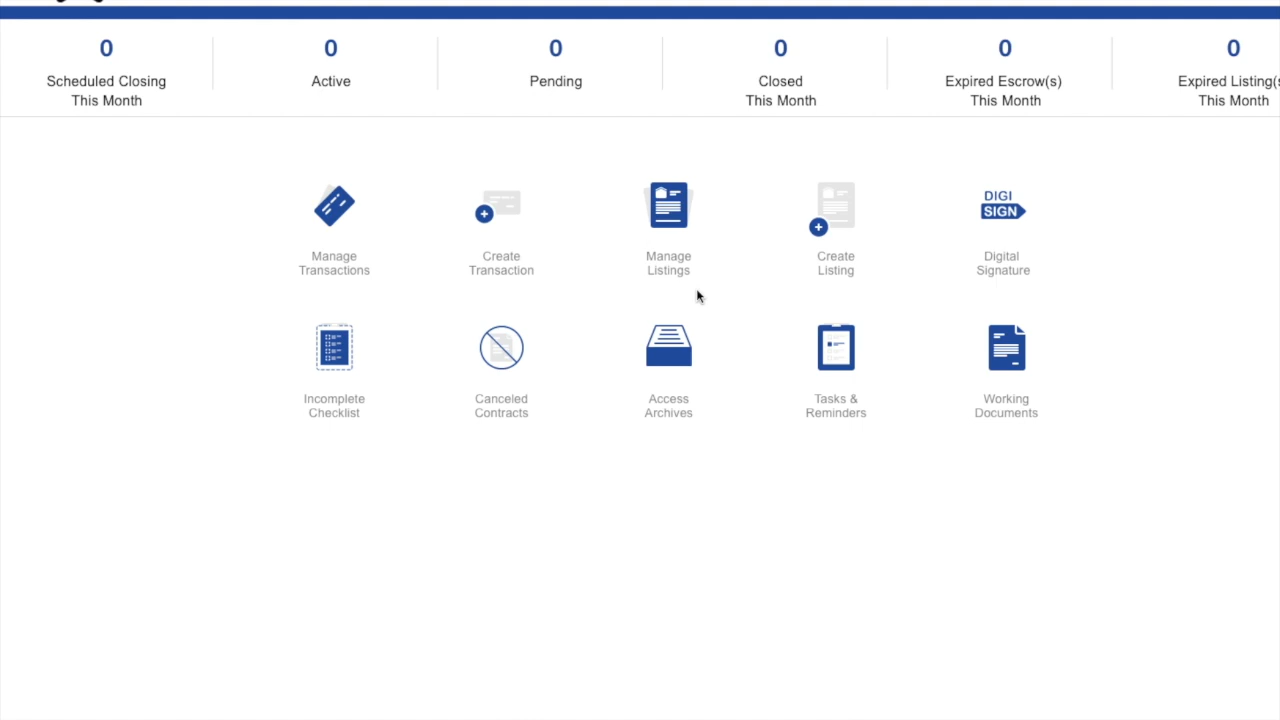 0 0 0 0 0 0
Scheduled Closing Active Pending Closed Expired Escrow(s) Expired Listing(s
This Month This Month This Month This Month
DIGI
SIGN
Manage Create Manage Create Digital
Transactions Transaction Listings Listing Signature
Incomplete Canceled Access Tasks & Working
Checklist Contracts Archives Reminders Documents